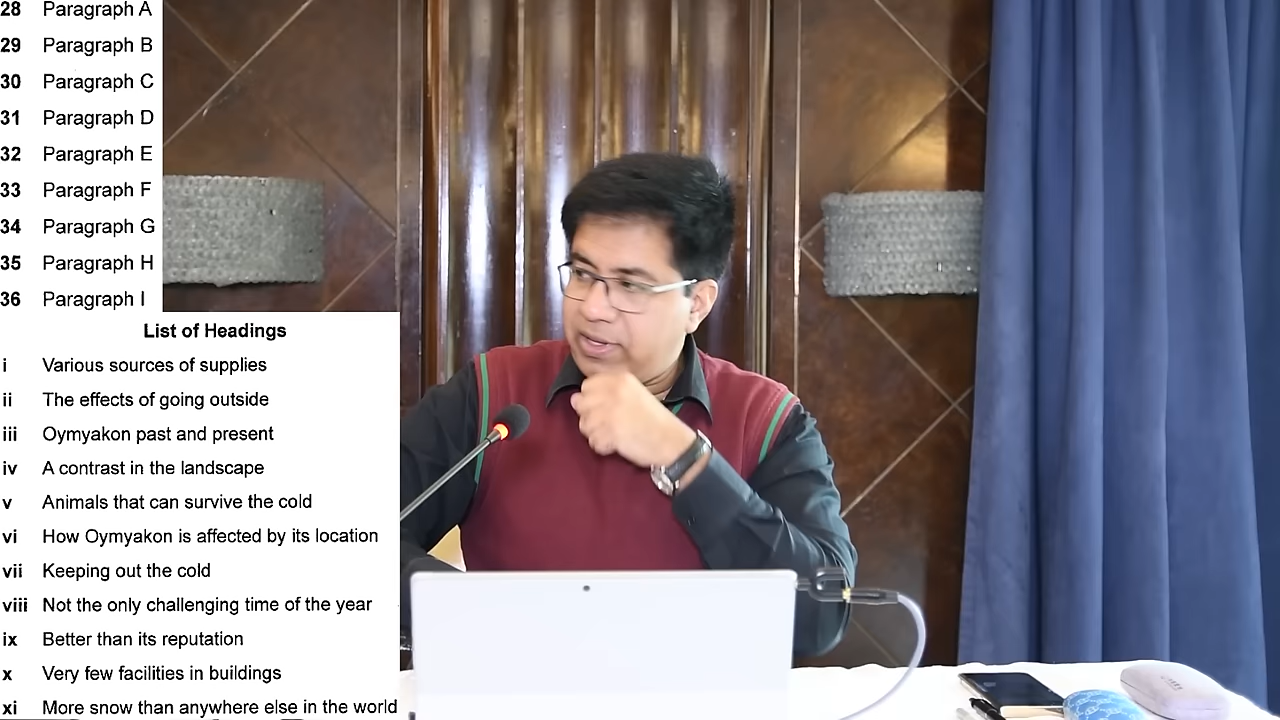 28 Paragraph A
29 Paragraph B
30 Paragraph C
31 Paragraph D
32 Paragraph E
33 Paragraph F
34 Paragraph G
35 Paragraph H
36 Paragraph I
List of Headings
i Various sources of supplies
ii The effects of going outside
iii Oymyakon past and present
iv A contrast in the landscape
v Animals that can survive the cold
vi How Oymyakon is affected by its location
vii Keeping out the cold
viii Not the only challenging time of the year
ix Better than its reputation
x Very few facilities in buildings
xi More snow than anywhere else in the world